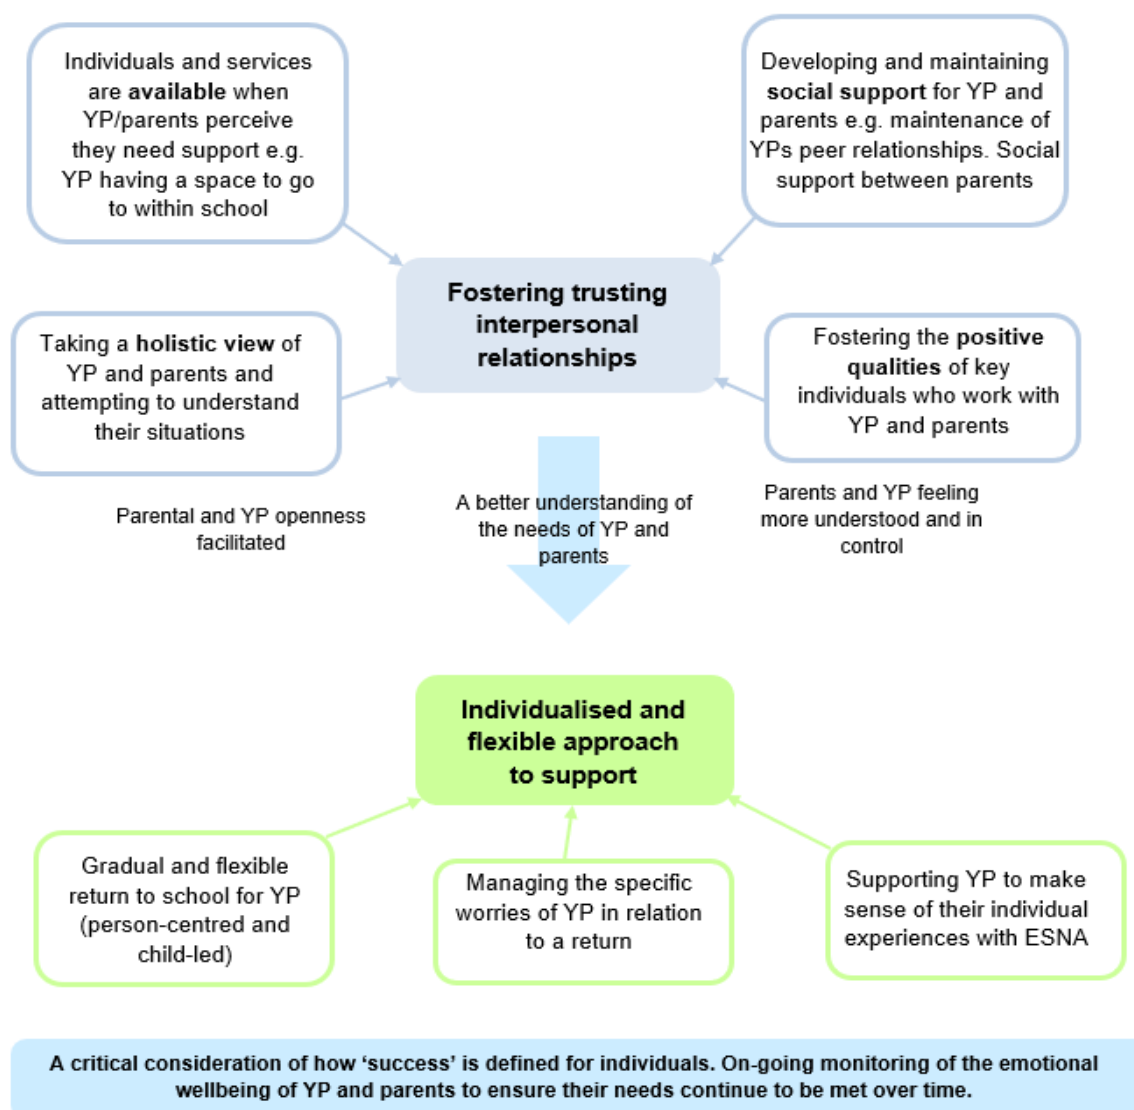 Individuals and services
are available when
YP/parents perceive
they need support e.g.
YP having a space to go
to within school
Developing and maintaining
social support for YP and
parents e.g. maintenance of
YPs peer relationships. Social
support between parents
Fostering trusting
interpersonal
relationships
Taking a holistic view of
YP and parents and
attempting to understand
their situations
Fostering the positive
qualities of key
individuals who work with
YP and parents
Parental and YP openness
facilitated
A better understanding of
the needs of YP and
parents
Parents and YP feeling
more understood and in
control
Individualised and
flexible approach
to support
Gradual and flexible
return to school for YP
(person-centred and
child-led)
Managing the specific
worries of YP in relation
to a return
Supporting YP to make
sense of their individual
experiences with ESNA
A critical consideration of how ‘success’ is defined for individuals. On-going monitoring of the emotional
wellbeing of YP and parents to ensure their needs continue to be met over time.